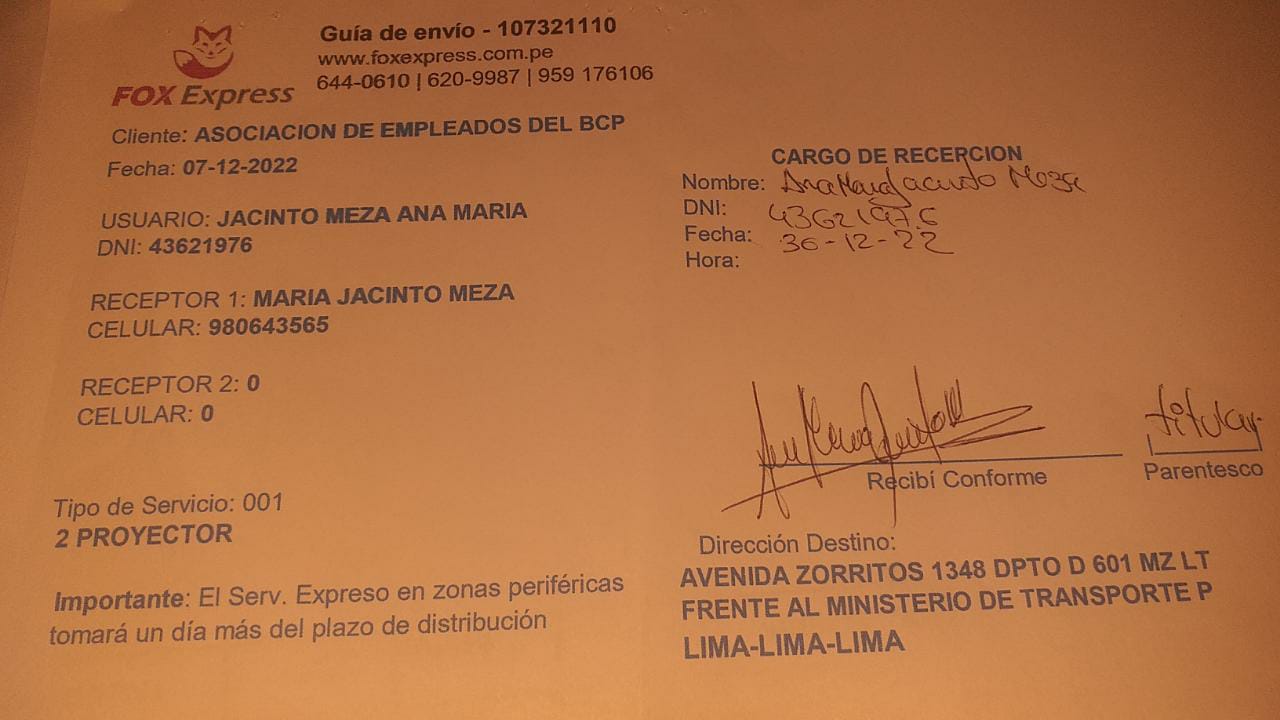 FOX Express
Guía de envío - 107321110
www.foxexpress.com.pe
644-0610 | 620-9987 | 959 176106
Cliente: ASOCIACION DE EMPLEADOS DEL BCP
Fecha: 07-12-2022
USUARIO: JACINTO MEZA ANA MARIA
DNI: 43621976
RECEPTOR 1: MARIA JACINTO MEZA
CELULAR: 980643565
RECEPTOR 2: 0
CELULAR: 0
Tipo de Servicio: 001
2 PROYECTOR
Importante: El Serv. Expreso en zonas periféricas
tomará un día más del plazo de distribución
CARGO DE RECEPCION
Nombre: Ana Maria Jacinto Meza
DNI: 43621976
Fecha: 30-12-22
Hora:
titular
Recibí Conforme
Parentesco
Dirección Destino:
AVENIDA ZORRITOS 1348 DPTO D 601 MZ LT
FRENTE AL MINISTERIO DE TRANSPORTE P
LIMA-LIMA-LIMA